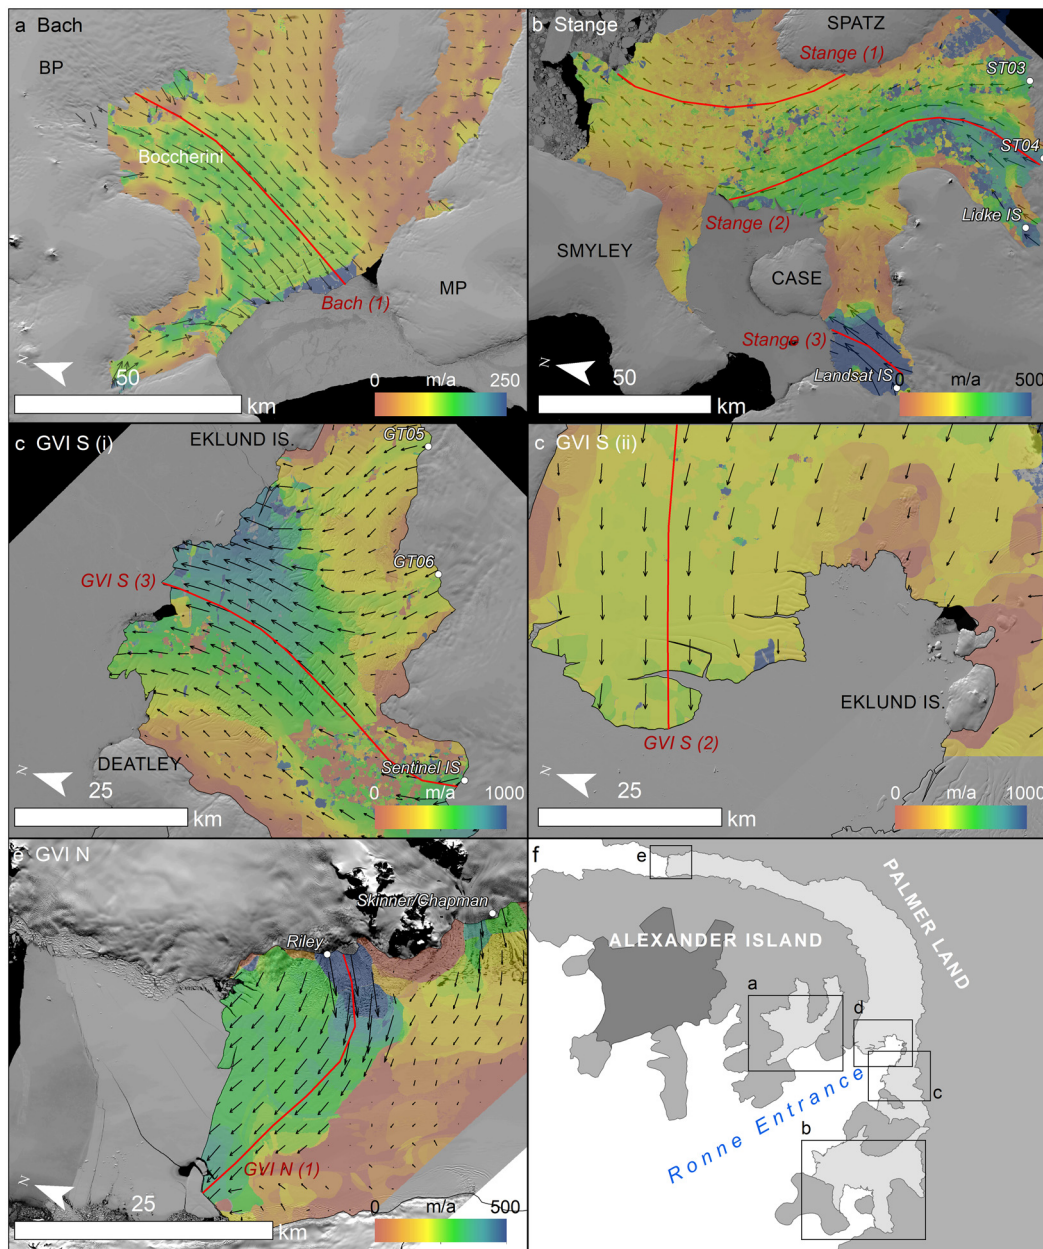 a Bach
BP
Boccherini
Bach (1)
MP
N
50
km
0 m/a 250
b Stange
SPATZ
Stange (1)
ST03
ST04
Stange (2)
Lidke IS
SMYLEY
CASE
Stange (3)
Landsat IS
N
50
km
0 m/a 500
c GVI S (i)
EKLUND IS.
GT05
GT06
GVI S (3)
Sentinel IS
DEATLEY
N
25
km
0 m/a 1000
c GVI S (ii)
EKLUND IS.
GVI S (2)
N
25
km
0 m/a 1000
e GVI N
Skinner/Chapman
Riley
GVI N (1)
N
25
km
0 m/a 500
f
e
PALMER LAND
ALEXANDER ISLAND
a
d
c
Ronne Entrance
b